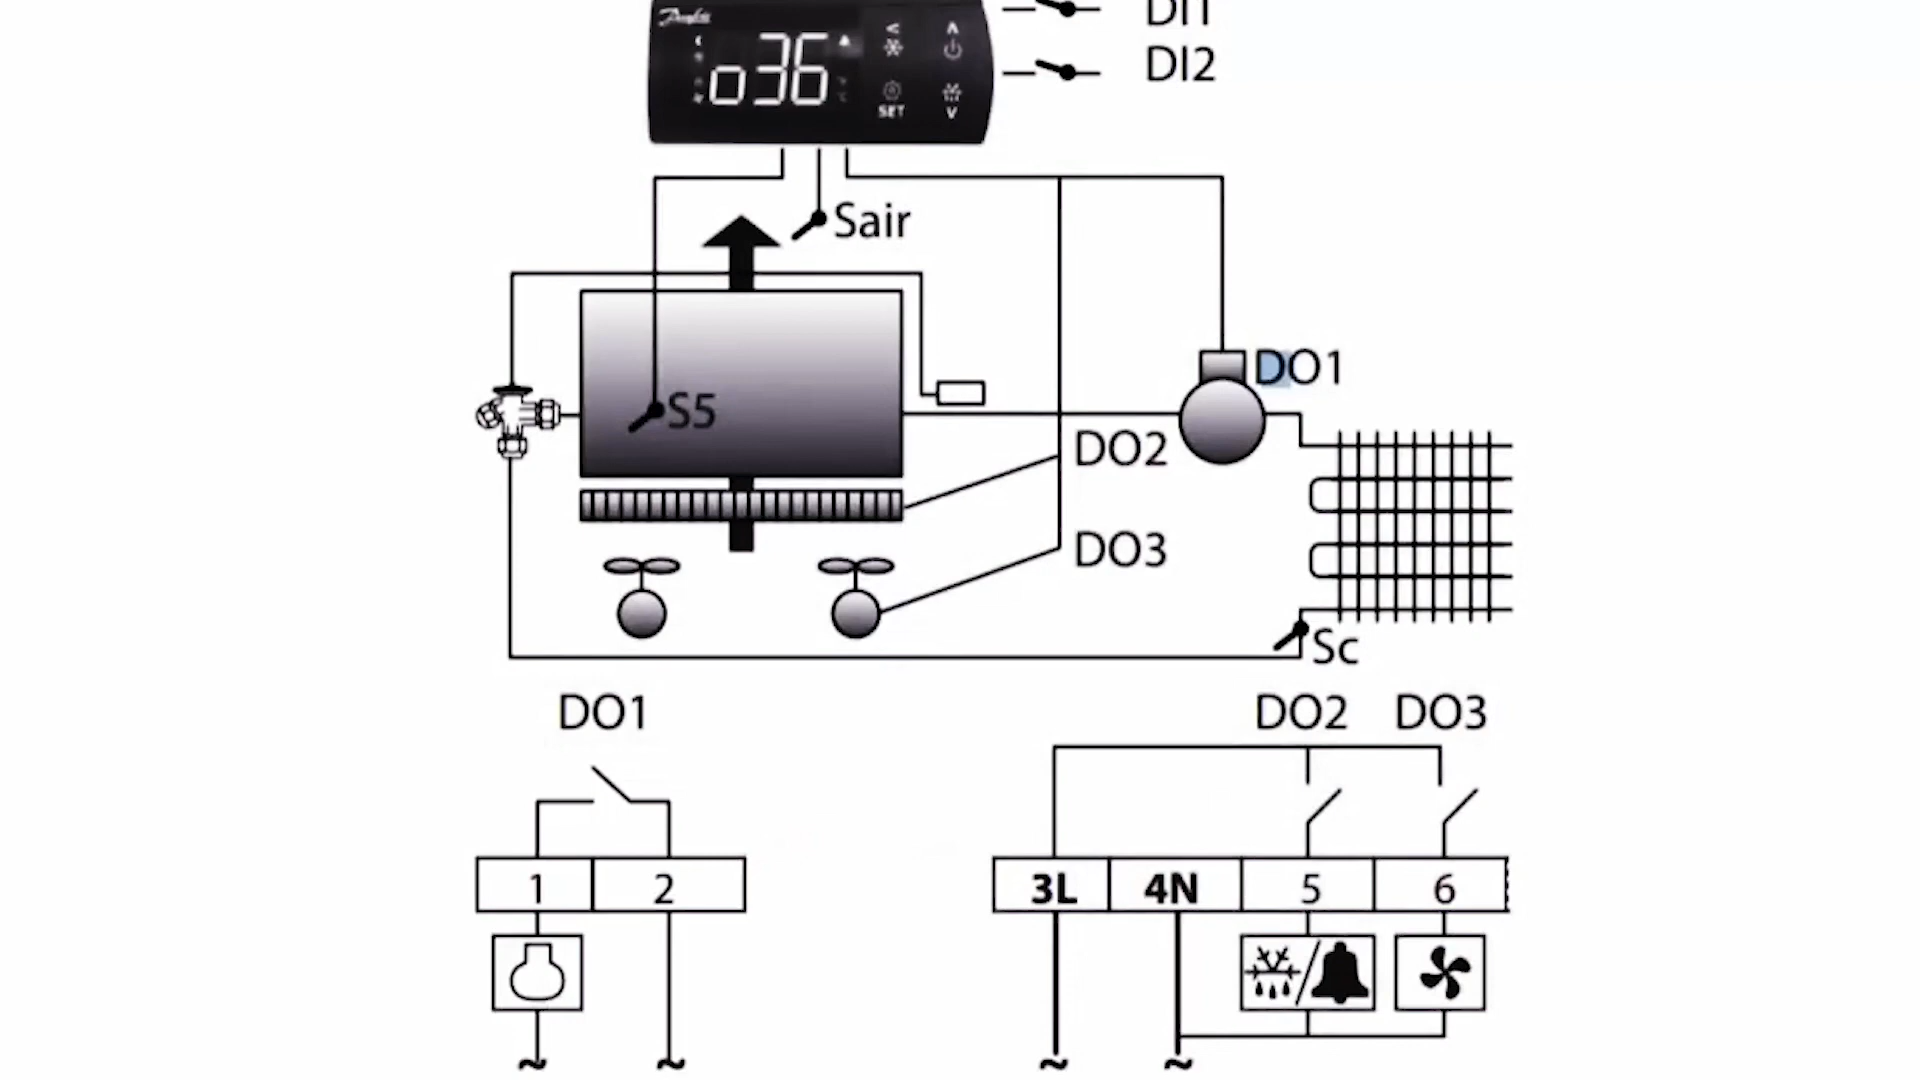 Danfoss
DI1
o36
SET
DI2
Sair
DO1
S5
DO2
DO3
Sc
DO1
DO2 DO3
1 2
3L 4N 5 6